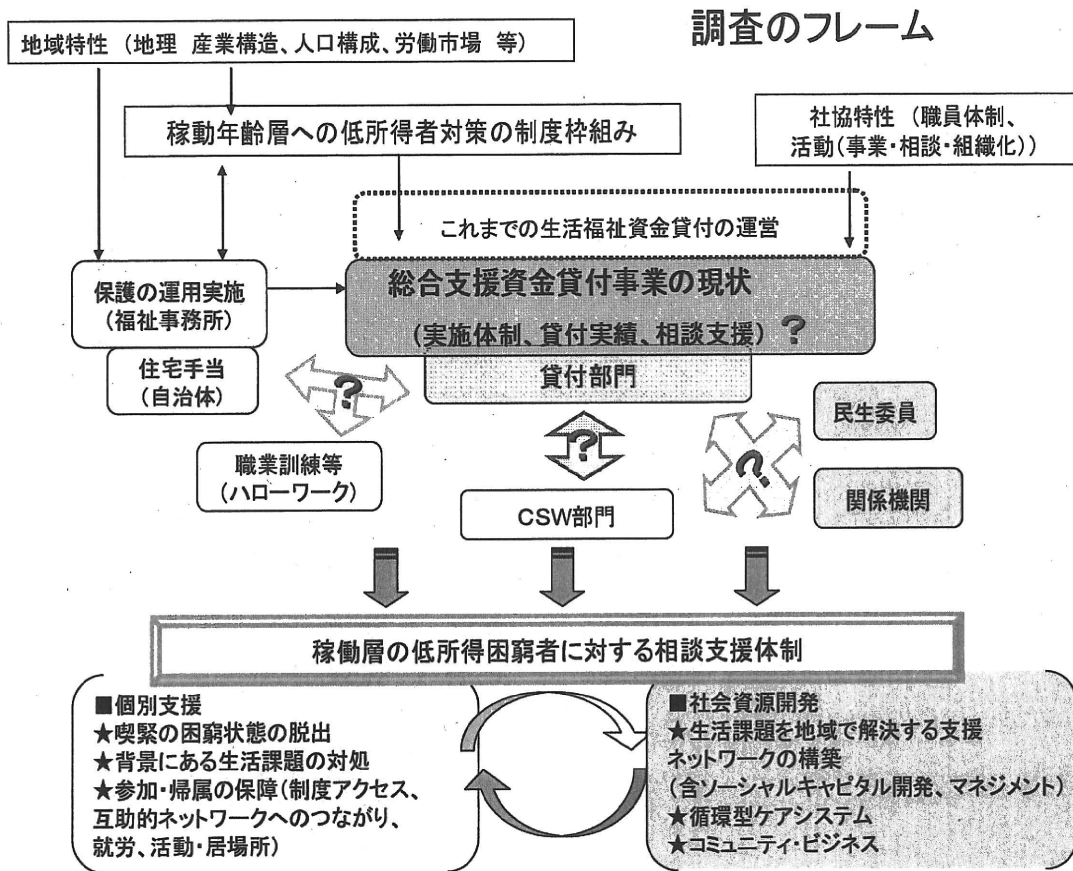 調査のフレーム
地域特性 (地理 産業構造、人口構成、労働市場 等)
稼動年齢層への低所得者対策の制度枠組み
社協特性 (職員体制、
活動(事業・相談・組織化))
これまでの生活福祉資金貸付の運営
保護の運用実施
(福祉事務所)
総合支援資金貸付事業の現状
(実施体制、貸付実績、相談支援) ?
住宅手当
(自治体)
貸付部門
?
?
?
民生委員
職業訓練等
(ハローワーク)
関係機関
CSW部門
稼働層の低所得困窮者に対する相談支援体制
■個別支援
★喫緊の困窮状態の脱出
★背景にある生活課題の対処
★参加・帰属の保障(制度アクセス、
互助的ネットワークへのつながり、
就労、活動・居場所)
■社会資源開発
★生活課題を地域で解決する支援
ネットワークの構築
(含ソーシャルキャピタル開発、マネジメント)
★循環型ケアシステム
★コミュニティ・ビジネス